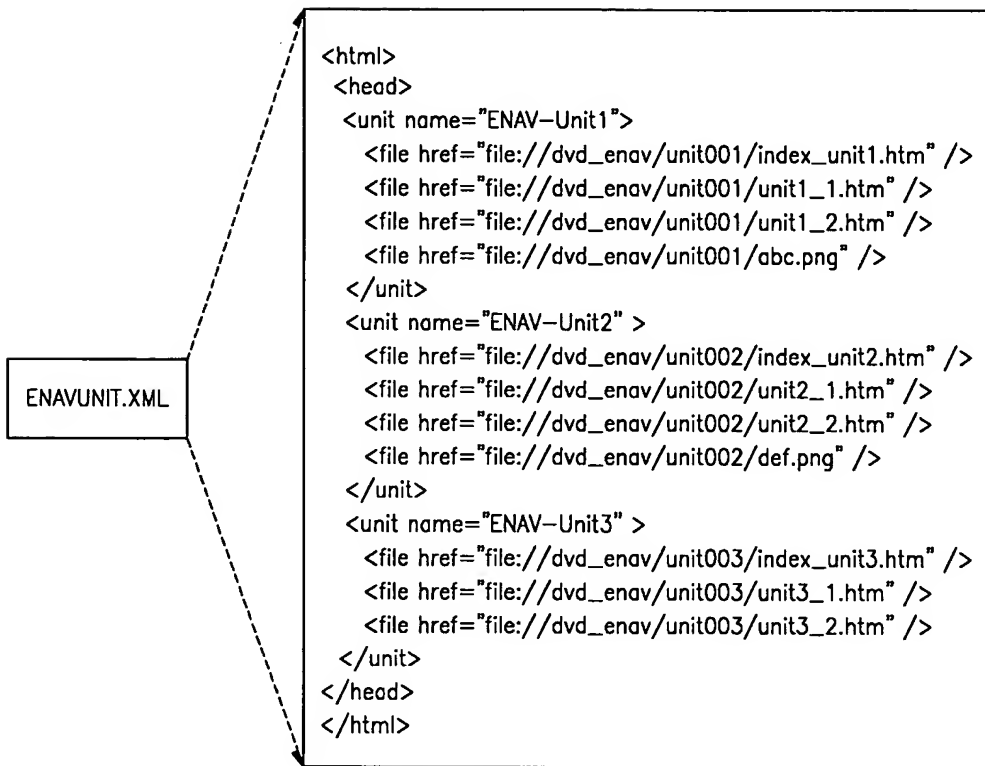 <html>
<head>
<unit name="ENAV-Unit1">
<file href="file://dvd_enav/unit001/index_unit1.htm" />
<file href="file://dvd_enav/unit001/unit1_1.htm" />
<file href="file://dvd_enav/unit001/unit1_2.htm" />
<file href="file://dvd_enav/unit001/abc.png" />
</unit>
<unit name="ENAV-Unit2" >
<file href="file://dvd_enav/unit002/index_unit2.htm" />
<file href="file://dvd_enav/unit002/unit2_1.htm" />
<file href="file://dvd_enav/unit002/unit2_2.htm" />
<file href="file://dvd_enav/unit002/def.png" />
</unit>
<unit name="ENAV-Unit3" >
<file href="file://dvd_enav/unit003/index_unit3.htm" />
<file href="file://dvd_enav/unit003/unit3_1.htm" />
<file href="file://dvd_enav/unit003/unit3_2.htm" />
</unit>
</head>
</html>
ENAVUNIT.XML